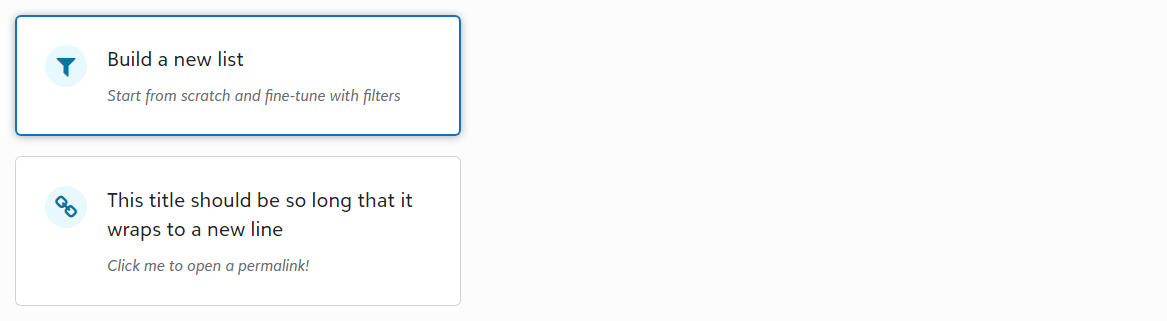 Build a new list
Start from scratch and fine-tune with filters
This title should be so long that it
wraps to a new line
Click me to open a permalink!